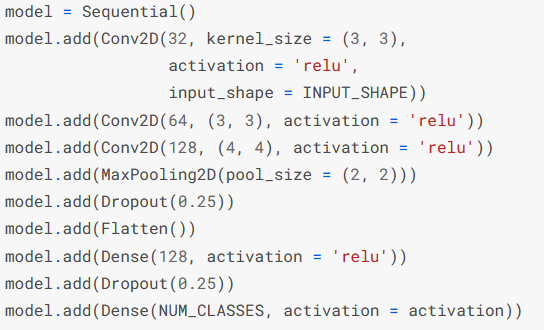 model = Sequential()
model.add(Conv2D(32, kernel_size = (3, 3),
                 activation = 'relu',
                 input_shape = INPUT_SHAPE))
model.add(Conv2D(64, (3, 3), activation = 'relu'))
model.add(Conv2D(128, (4, 4), activation = 'relu'))
model.add(MaxPooling2D(pool_size = (2, 2)))
model.add(Dropout(0.25))
model.add(Flatten())
model.add(Dense(128, activation = 'relu'))
model.add(Dropout(0.25))
model.add(Dense(NUM_CLASSES, activation = activation))